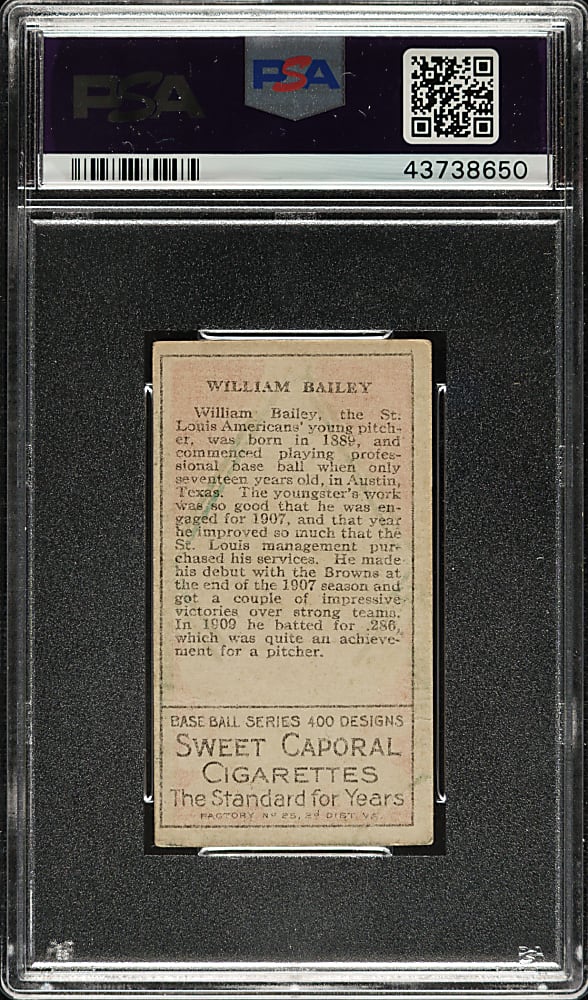 PSA PSA
43738650
WILLIAM BAILEY
William Bailey, the St.
Louis Americans' young pitch-
er, was born in 1889, and
commenced playing profes-
sional base ball when only
seventeen years old, in Austin,
Texas. The youngster's work
was so good that he was en-
gaged for 1907, and that year
he improved so much that the
St. Louis management pur-
chased his services. He made
his debut with the Browns at
the end of the 1907 season and
got a couple of impressive
victories over strong teams.
In 1909 he batted for .286,
which was quite an achieve-
ment for a pitcher.
BASE BALL SERIES 400 DESIGNS
SWEET CAPORAL
CIGARETTES
The Standard for Years
FACTORY No 25, 2d DIST. VA.